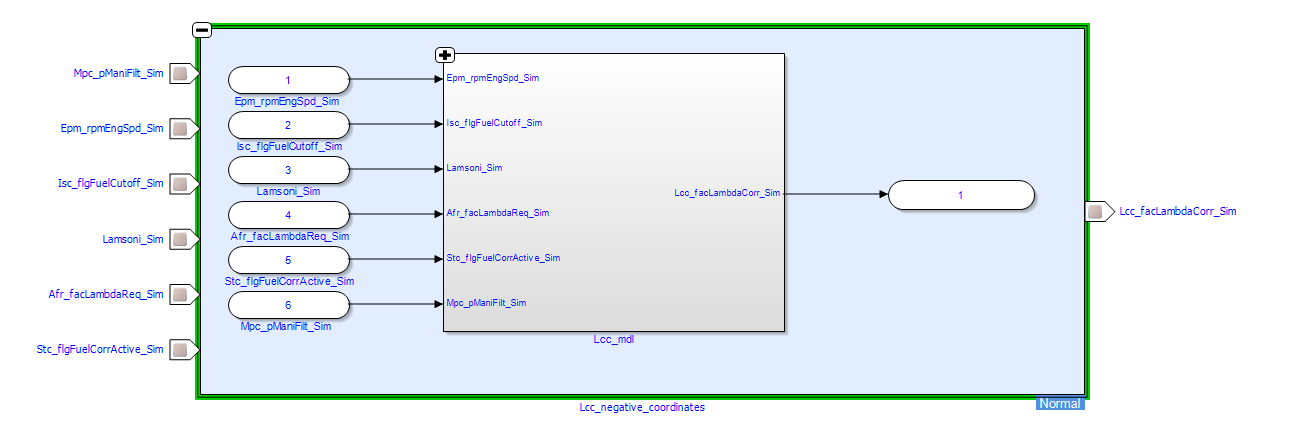 Mpc_pManiFilt_Sim
Epm_rpmEngSpd_Sim
Isc_flgFuelCutoff_Sim
Lamsoni_Sim
Afr_facLambdaReq_Sim
Stc_flgFuelCorrActive_Sim
1
Epm_rpmEngSpd_Sim
2
Isc_flgFuelCutoff_Sim
3
Lamsoni_Sim
4
Afr_facLambdaReq_Sim
5
Stc_flgFuelCorrActive_Sim
6
Mpc_pManiFilt_Sim
Epm_rpmEngSpd_Sim
Isc_flgFuelCutoff_Sim
Lamsoni_Sim
Afr_facLambdaReq_Sim
Stc_flgFuelCorrActive_Sim
Mpc_pManiFilt_Sim
Lcc_facLambdaCorr_Sim
Lcc_mdl
1
Lcc_facLambdaCorr_Sim
Normal
Lcc_negative_coordinates